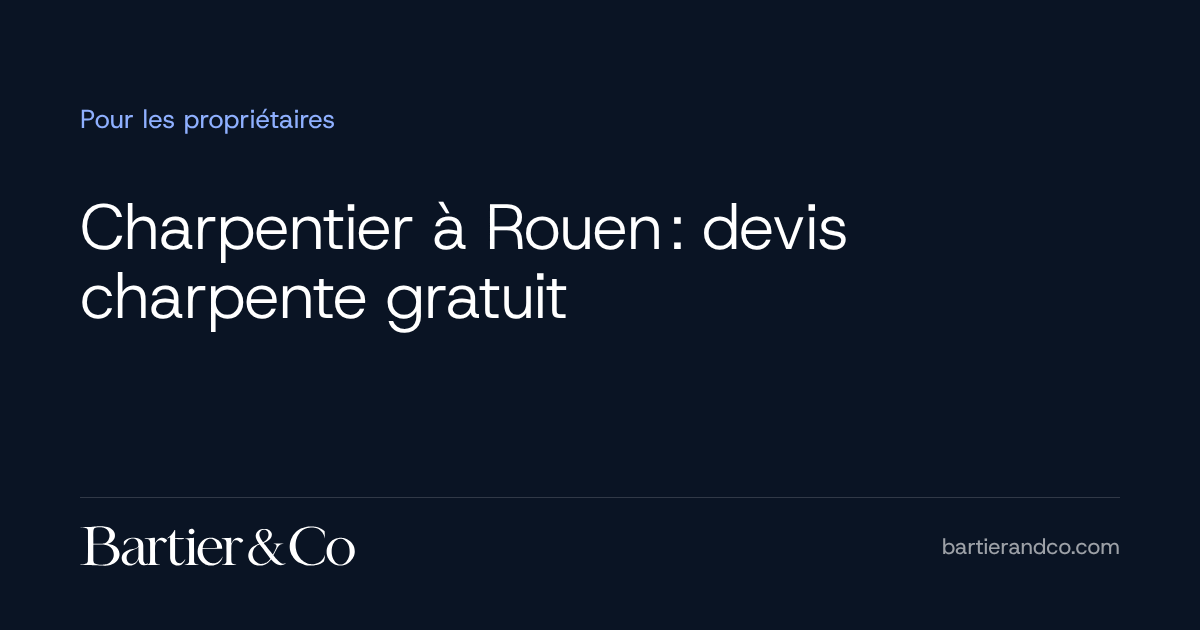 Pour les propriétaires
Charpentier à Rouen : devis
charpente gratuit
Bartier & Co
bartierandco.com